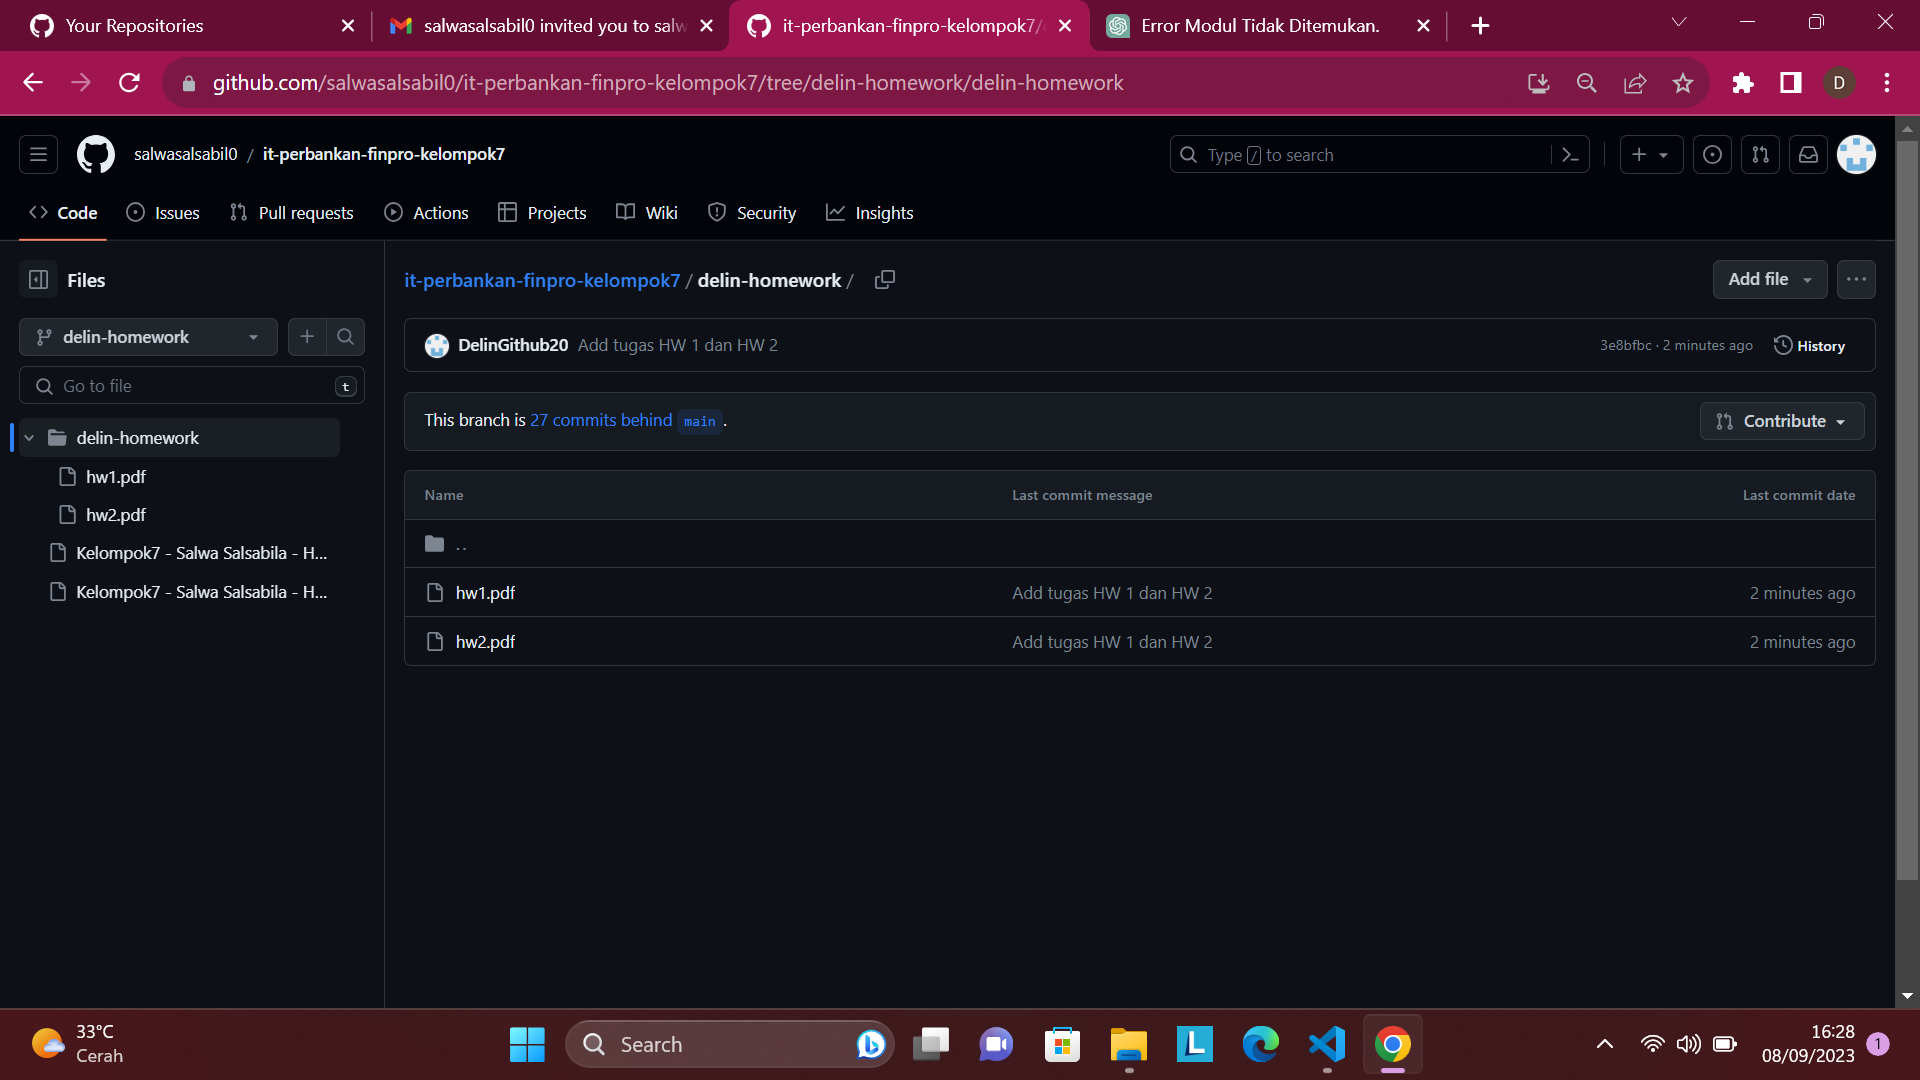 Your Repositories
salwasalsabil0 invited you to salw
it-perbankan-finpro-kelompok7/
Error Modul Tidak Ditemukan.
github.com/salwasalsabil0/it-perbankan-finpro-kelompok7/tree/delin-homework/delin-homework
D
salwasalsabil0 / it-perbankan-finpro-kelompok7
Type / to search
Code
Issues
Pull requests
Actions
Projects
Wiki
Security
Insights
Files
it-perbankan-finpro-kelompok7 / delin-homework /
Add file
delin-homework
DelinGithub20 Add tugas HW 1 dan HW 2
3e8bfbc · 2 minutes ago
History
Go to file
t
This branch is 27 commits behind main .
Contribute
delin-homework
hw1.pdf
hw2.pdf
Kelompok7 - Salwa Salsabila - H...
Kelompok7 - Salwa Salsabila - H...
Name
Last commit message
Last commit date
..
hw1.pdf
Add tugas HW 1 dan HW 2
2 minutes ago
hw2.pdf
Add tugas HW 1 dan HW 2
2 minutes ago
33°C
Cerah
Search
L
16:28
08/09/2023
1